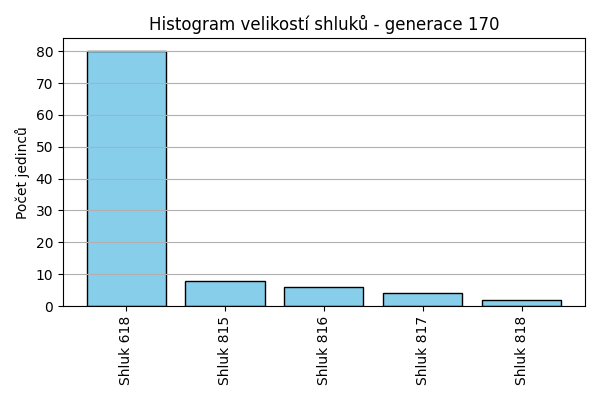 Histogram velikostí shluků - generace 170
Počet jedinců
80
70
60
50
40
30
20
10
0
Shluk 618
Shluk 815
Shluk 816
Shluk 817
Shluk 818